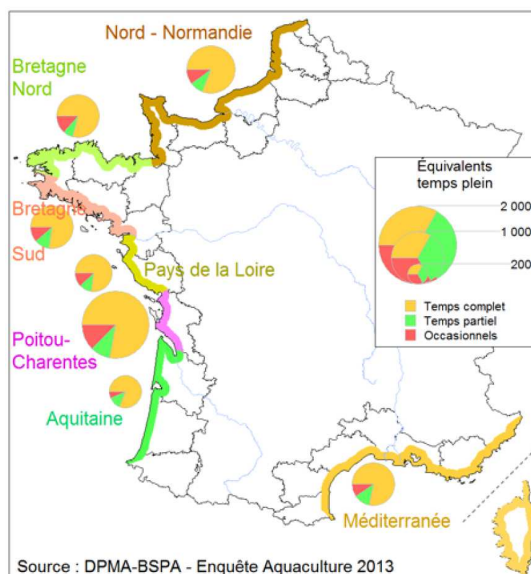 Nord - Normandie
Bretagne
Nord
Équivalents
temps plein
2 000
1 000
200
Temps complet
Temps partiel
Occasionnels
Bretagne
Sud
Pays de la Loire
Poitou-
Charentes
Aquitaine
Méditerranée
Source : DPMA-BSPA - Enquête Aquaculture 2013